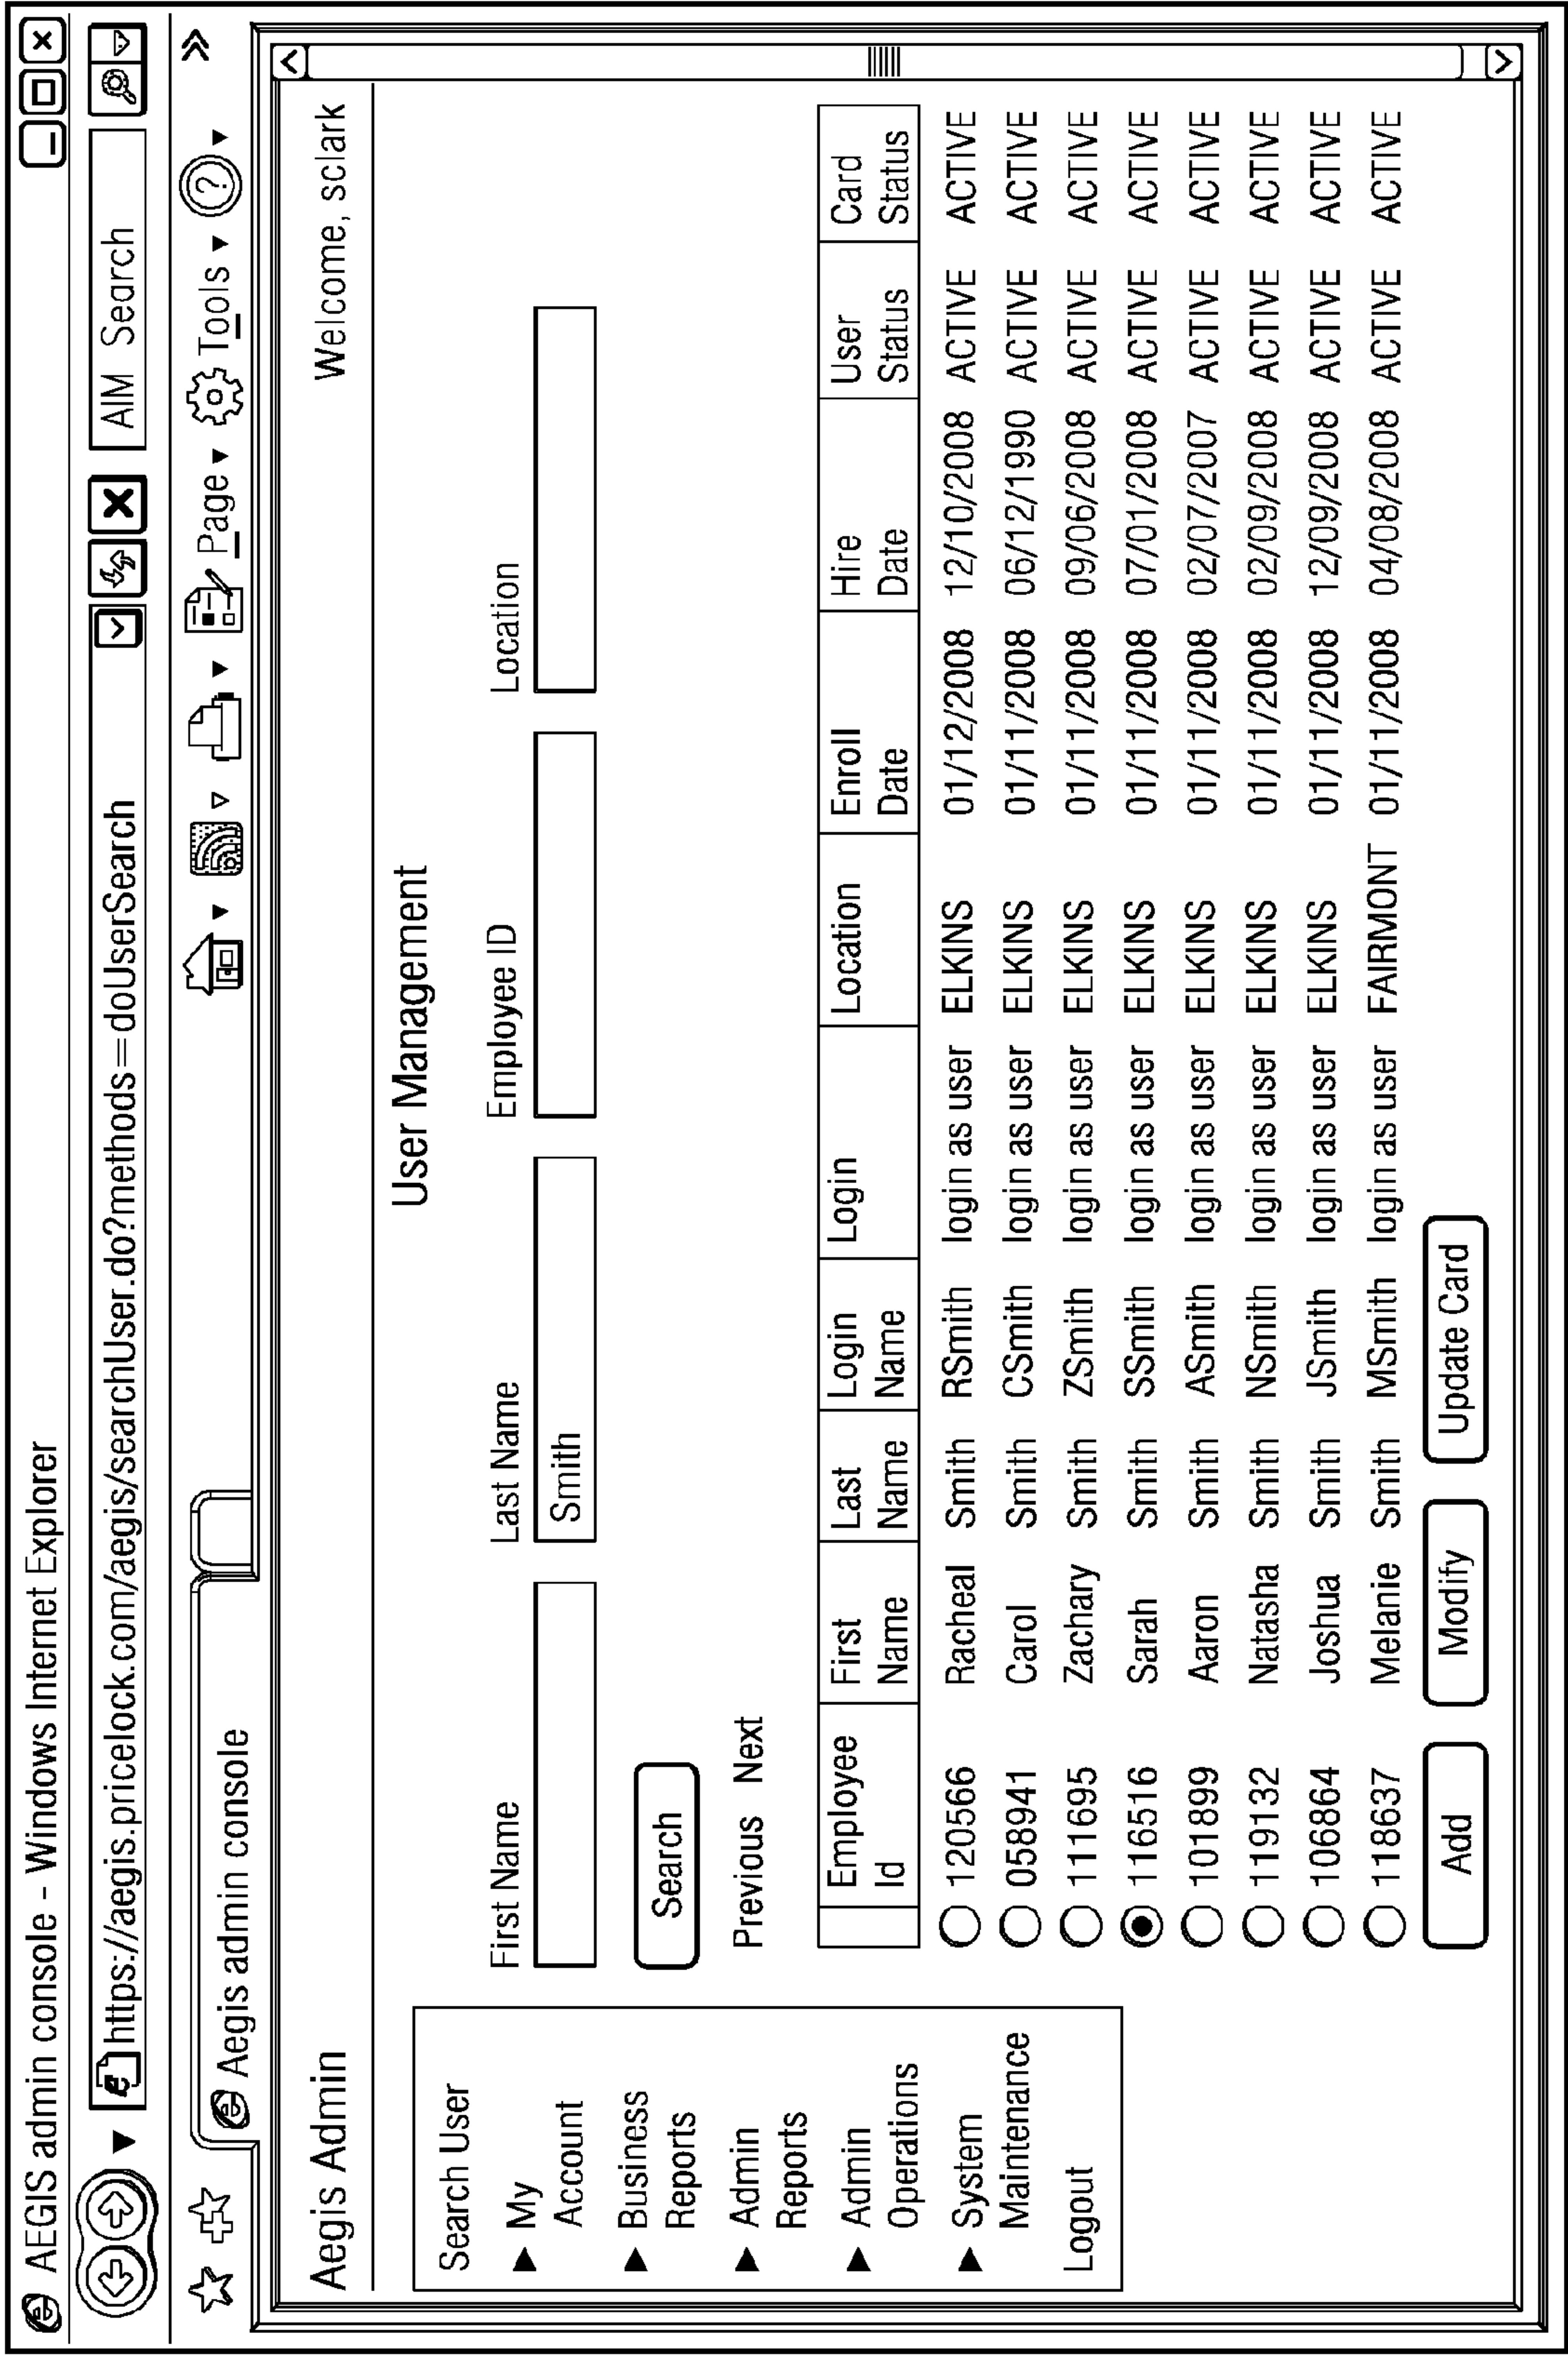 AEGIS admin console - Windows Internet Explorer
https://aegis.pricelock.com/aegis/searchUser.do?methods=doUserSearch
AIM Search
Aegis admin console
Page
Tools
Aegis Admin
Welcome, sclark
Search User
My
Account
Business
Reports
Admin
Reports
Admin
Operations
System
Maintenance
Logout
User Management
First Name Last Name Employee ID Location
Smith
Search
Previous Next
Employee First Last Login Login Location Enroll Hire User Card
Id Name Name Name Date Date Status Status
120566 Racheal Smith RSmith login as user ELKINS 01/12/2008 12/10/2008 ACTIVE ACTIVE
058941 Carol Smith CSmith login as user ELKINS 01/11/2008 06/12/1990 ACTIVE ACTIVE
111695 Zachary Smith ZSmith login as user ELKINS 01/11/2008 09/06/2008 ACTIVE ACTIVE
116516 Sarah Smith SSmith login as user ELKINS 01/11/2008 07/01/2008 ACTIVE ACTIVE
101899 Aaron Smith ASmith login as user ELKINS 01/11/2008 02/07/2007 ACTIVE ACTIVE
119132 Natasha Smith NSmith login as user ELKINS 01/11/2008 02/09/2008 ACTIVE ACTIVE
106864 Joshua Smith JSmith login as user ELKINS 01/11/2008 12/09/2008 ACTIVE ACTIVE
118637 Melanie Smith MSmith login as user FAIRMONT 01/11/2008 04/08/2008 ACTIVE ACTIVE
Add Modify Update Card